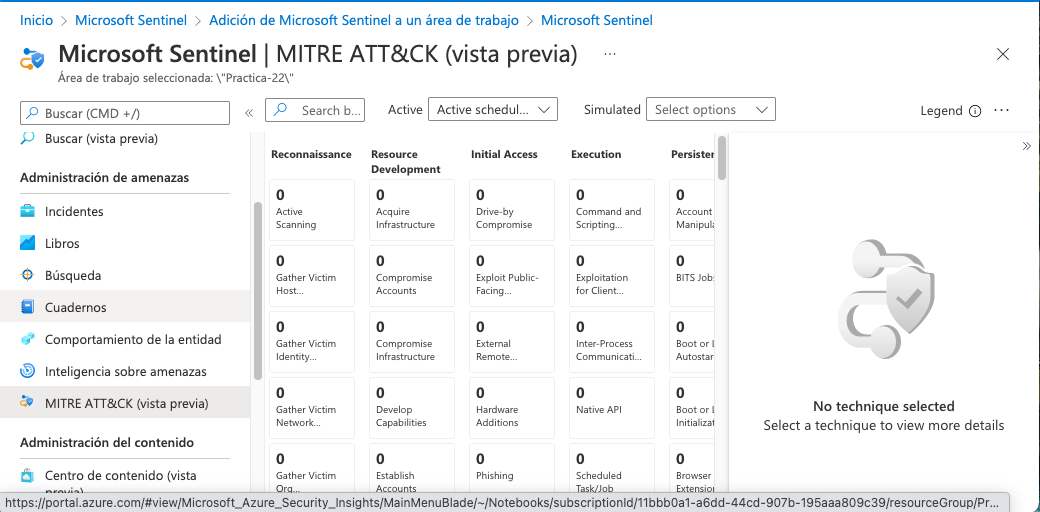 Inicio > Microsoft Sentinel > Adición de Microsoft Sentinel a un área de trabajo > Microsoft Sentinel
Microsoft Sentinel | MITRE ATT&CK (vista previa) ...
Área de trabajo seleccionada: \"Practica-22\"
Buscar (CMD +/)
«
Search b...
Active
Active schedul...
Simulated
Select options
Legend
...
Buscar (vista previa)
Administración de amenazas
Incidentes
Libros
Búsqueda
Cuadernos
Comportamiento de la entidad
Inteligencia sobre amenazas
MITRE ATT&CK (vista previa)
Administración del contenido
Centro de contenido (vista
previa)
Reconnaissance
0
Active
Scanning
0
Gather Victim
Host...
0
Gather Victim
Identity...
0
Gather Victim
Network...
0
Gather Victim
Org...
Resource
Development
0
Acquire
Infrastructure
0
Compromise
Accounts
0
Compromise
Infrastructure
0
Develop
Capabilities
0
Establish
Accounts
Initial Access
0
Drive-by
Compromise
0
Exploit Public-
Facing...
0
External
Remote...
0
Hardware
Additions
0
Phishing
Execution
0
Command and
Scripting...
0
Exploitation
for Client...
0
Inter-Process
Communicati...
0
Native API
0
Scheduled
Task/Job
Persister
0
Account
Manipula
0
BITS Jobs
0
Boot or L
Autostar
0
Boot or L
Initializat
0
Browser
Extension
»
No technique selected
Select a technique to view more details
https://portal.azure.com/#view/Microsoft_Azure_Security_Insights/MainMenuBlade/~/Notebooks/subscriptionId/11bbb0a1-a6dd-44cd-907b-195aaa809c39/resourceGroup/Pr...